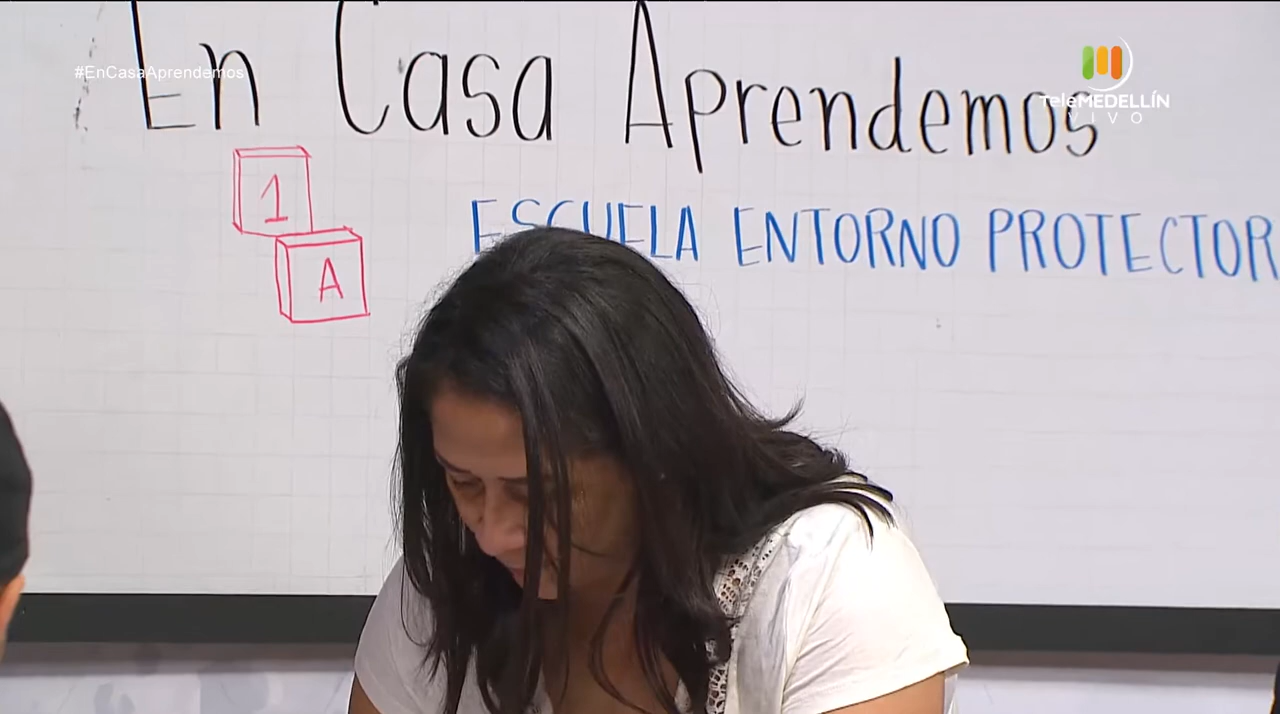 En Casa Aprendemos
#EnCasaAprendemos
TeleMEDELLÍN
VIVO
1
A
ESCUELA ENTORNO PROTECTOR